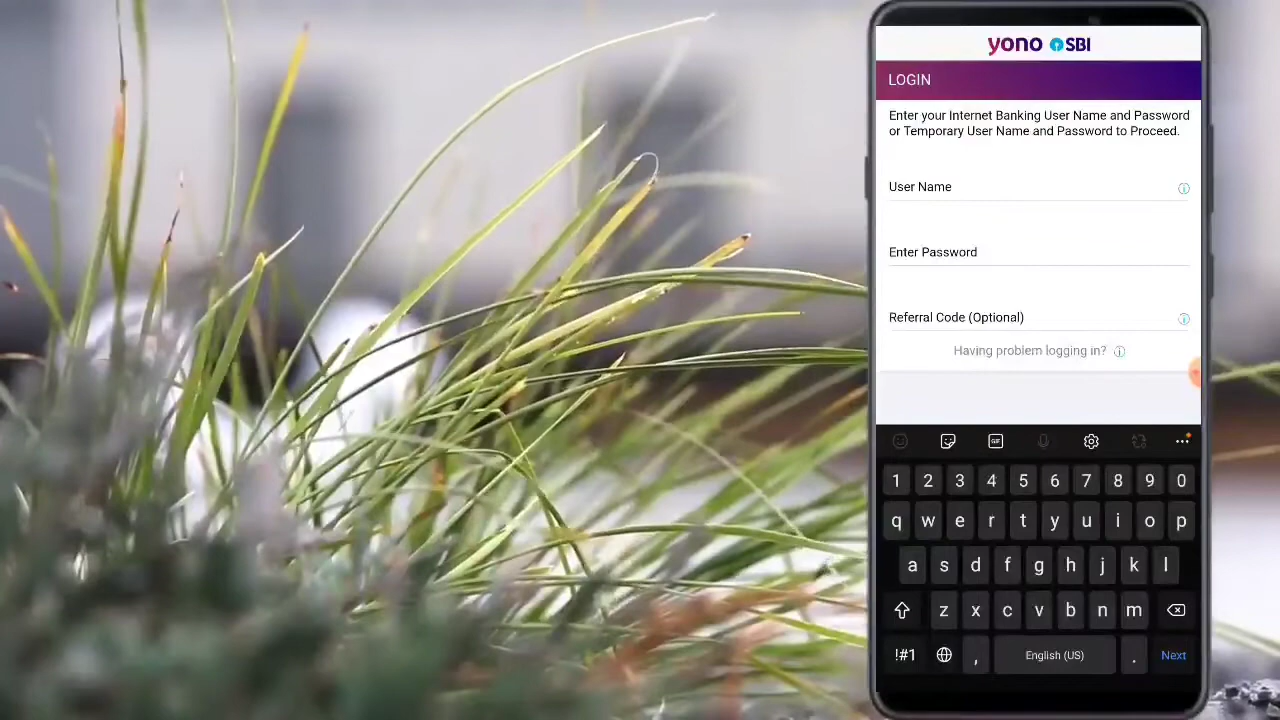 yono SBI
LOGIN
Enter your Internet Banking User Name and Password
or Temporary User Name and Password to Proceed.
User Name
Enter Password
Referral Code (Optional)
Having problem logging in?
GIF
1 2 3 4 5 6 7 8 9 0
q w e r t y u i o p
a s d f g h j k l
z x c v b n m
!#1 , English (US) . Next